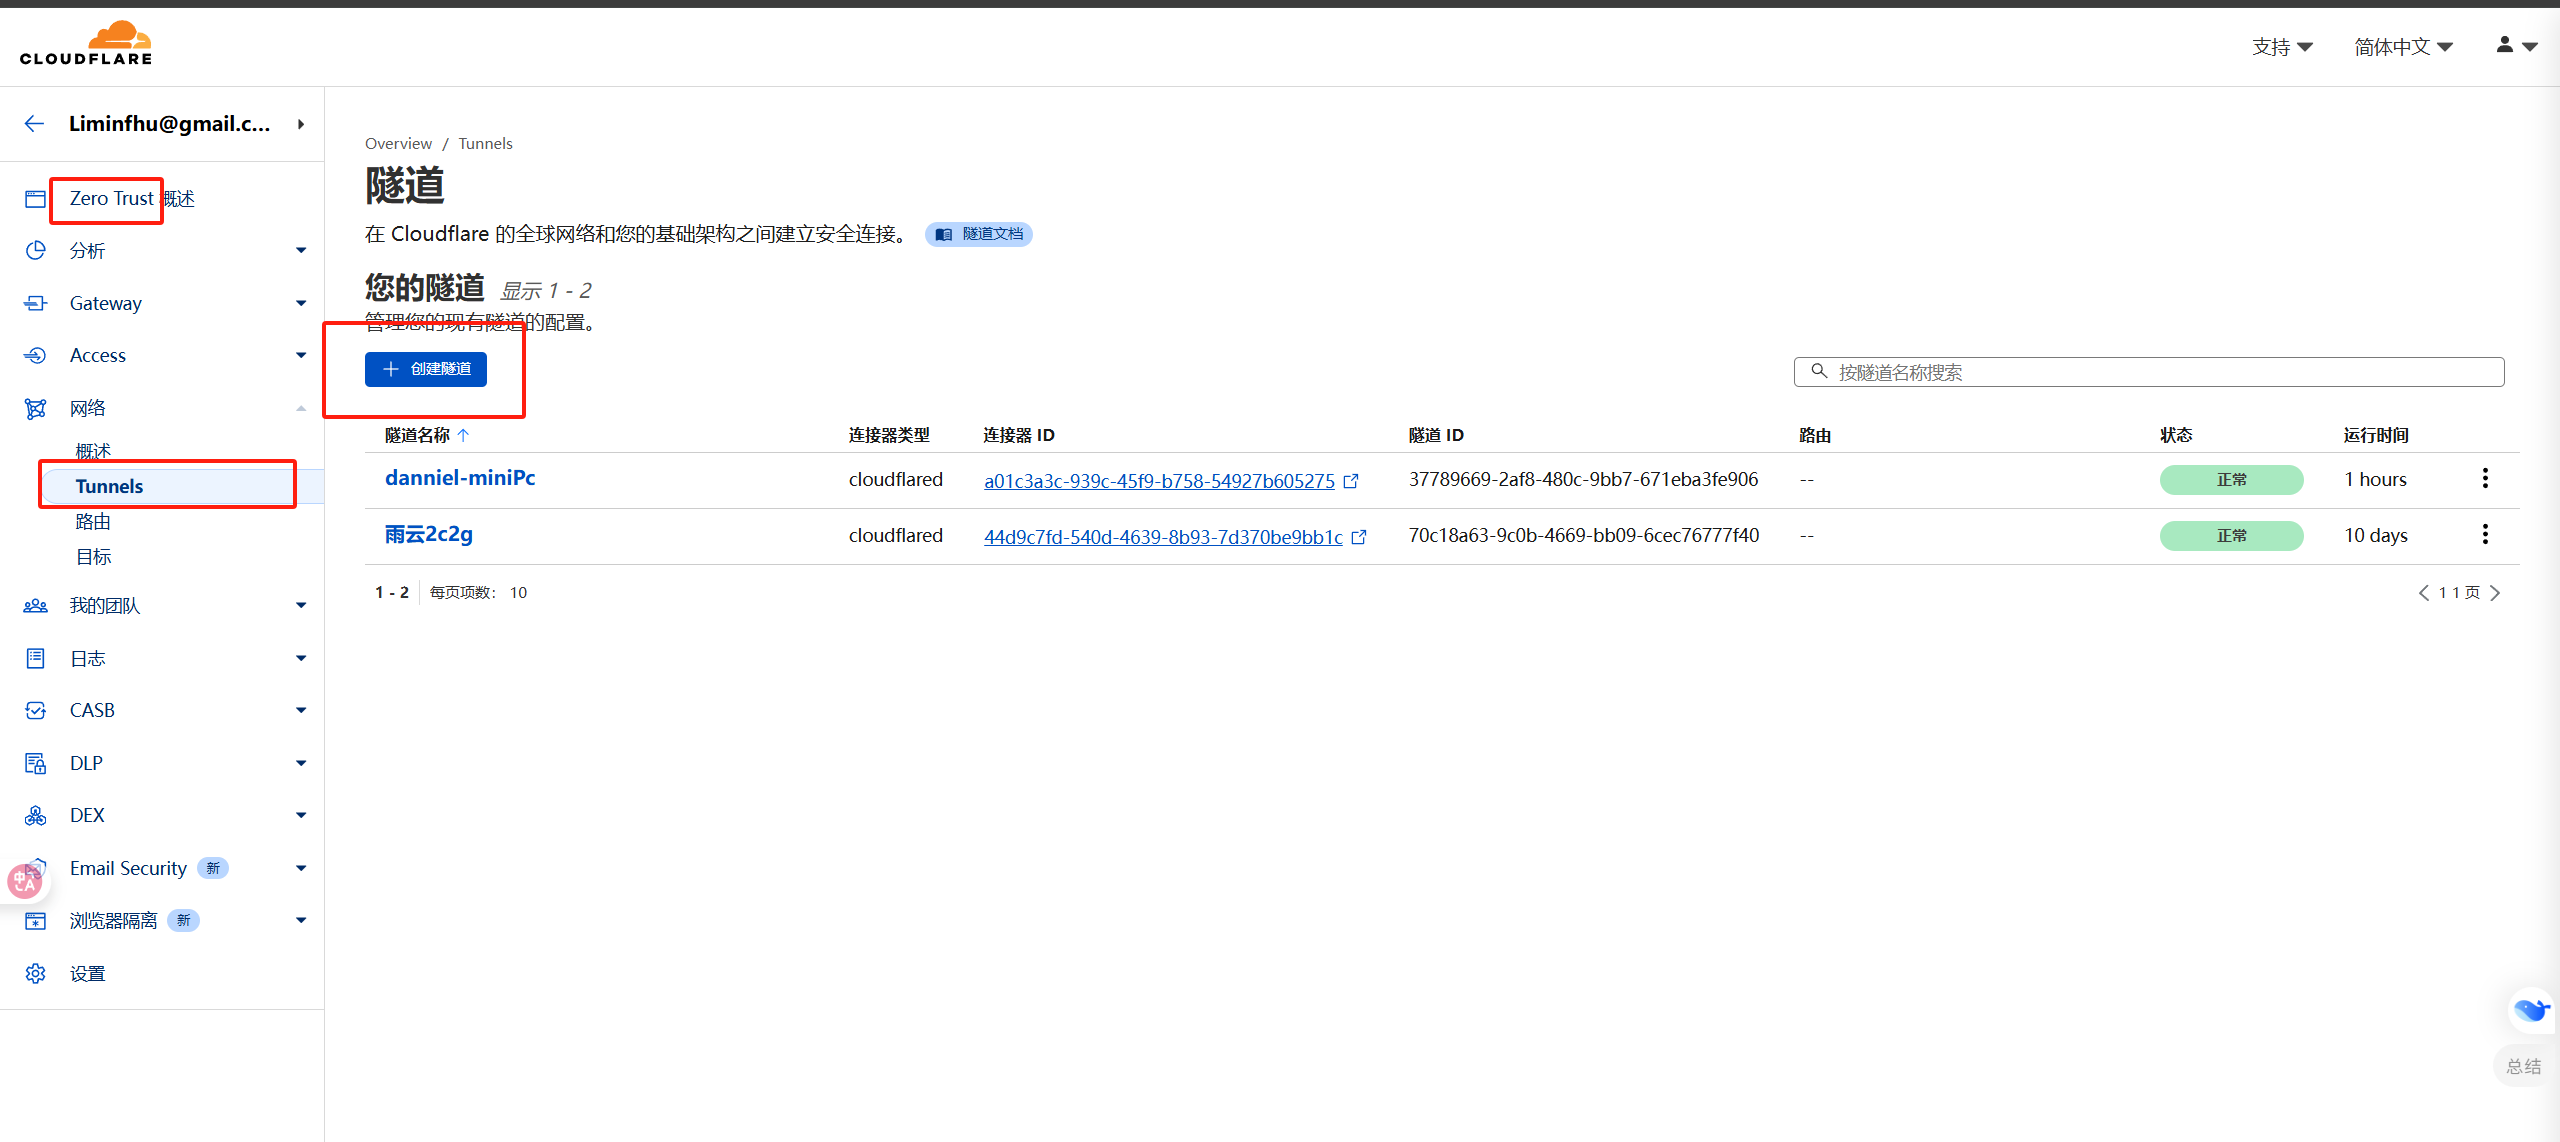 CLOUDFLARE
支持
简体中文
Liminfhu@gmail.c...
Zero Trust 概述
分析
Gateway
Access
网络
概述
Tunnels
路由
目标
我的团队
日志
CASB
DLP
DEX
Email Security 新
浏览器隔离 新
设置
中A
Overview / Tunnels
隧道
在 Cloudflare 的全球网络和您的基础架构之间建立安全连接。 隧道文档
您的隧道 显示 1 - 2
管理您的现有隧道的配置。
+ 创建隧道
按隧道名称搜索
隧道名称 ↑ 连接器类型 连接器 ID 隧道 ID 路由 状态 运行时间
danniel-miniPc cloudflared a01c3a3c-939c-45f9-b758-54927b605275 37789669-2af8-480c-9bb7-671eba3fe906 -- 正常 1 hours
雨云2c2g cloudflared 44d9c7fd-540d-4639-8b93-7d370be9bb1c 70c18a63-9c0b-4669-bb09-6cec76777f40 -- 正常 10 days
1 - 2 每页项数： 10
1 1 页
总结